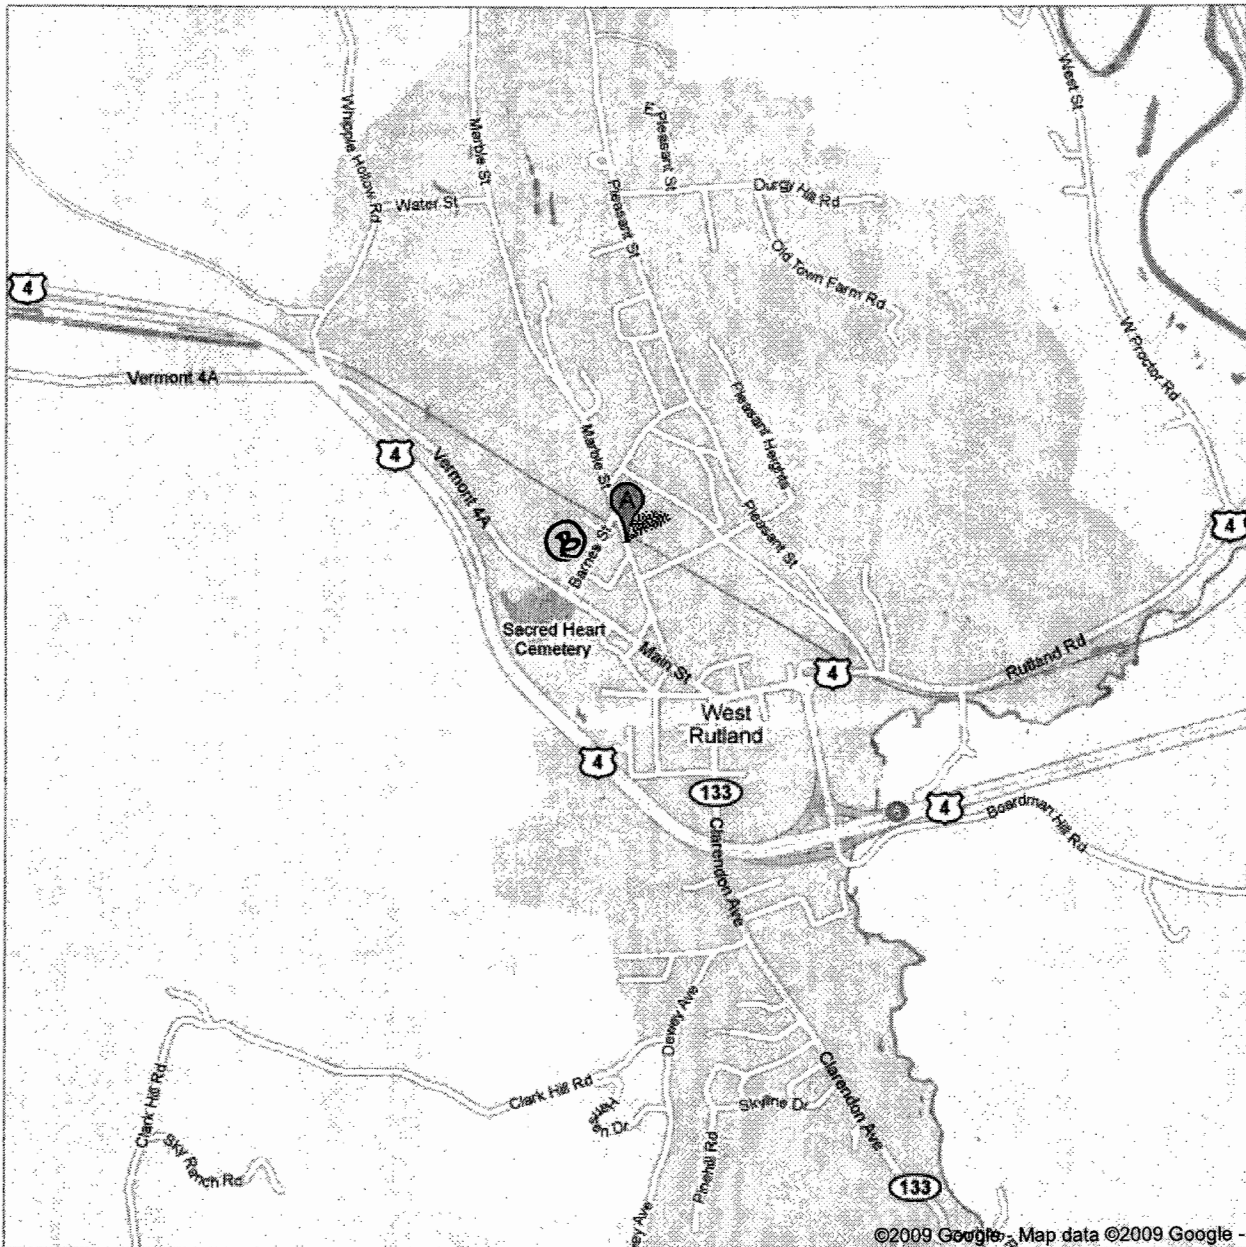 West St
Whipple Hollow Rd
Marble St
E
Pleasant St
Pleasant St
Durgy Hill Rd
Water St
Old Town Farm Rd
4
W Proctor Rd
Vermont 4A
Pleasant Heights
Marble St
4
Vermont 4A
A
4
B
Barnes St
Pleasant St
Sacred Heart
Cemetery
Main St
Rutland Rd
4
West
Rutland
4
133
4
Boardman Hill Rd
Clarendon Ave
Dewey Ave
Clark Hill Rd
Clark Hill Rd
Clarendon Ave
Skyline Dr
Sky Ranch Rd
Pinehill Rd
133
ey Ave
©2009 Google - Map data ©2009 Google -